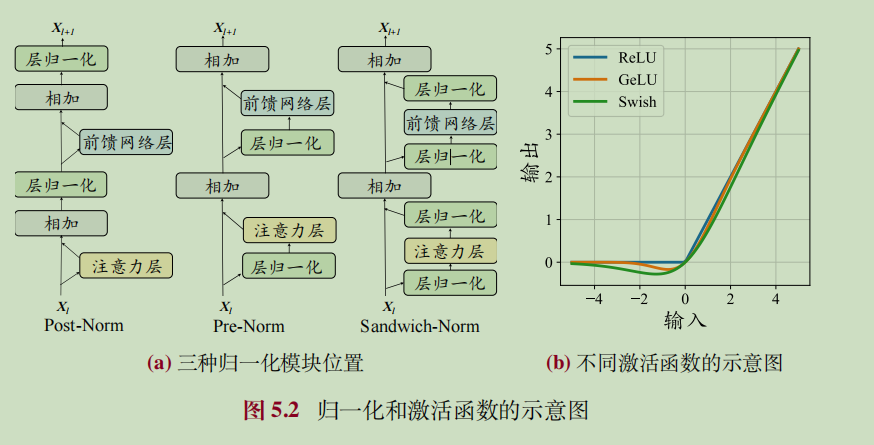 X_{l+1}
层归一化
相加
前馈网络层
层归一化
相加
注意力层
X_l
Post-Norm
X_{l+1}
相加
前馈网络层
层归一化
相加
注意力层
层归一化
X_l
Pre-Norm
X_{l+1}
相加
层归一化
前馈网络层
层归一化
相加
层归一化
注意力层
层归一化
X_l
Sandwich-Norm
(a) 三种归一化模块位置
ReLU
GeLU
Swish
5
4
3
2
1
0
输出
−4 −2 0 2 4
输入
(b) 不同激活函数的示意图
图 5.2 归一化和激活函数的示意图